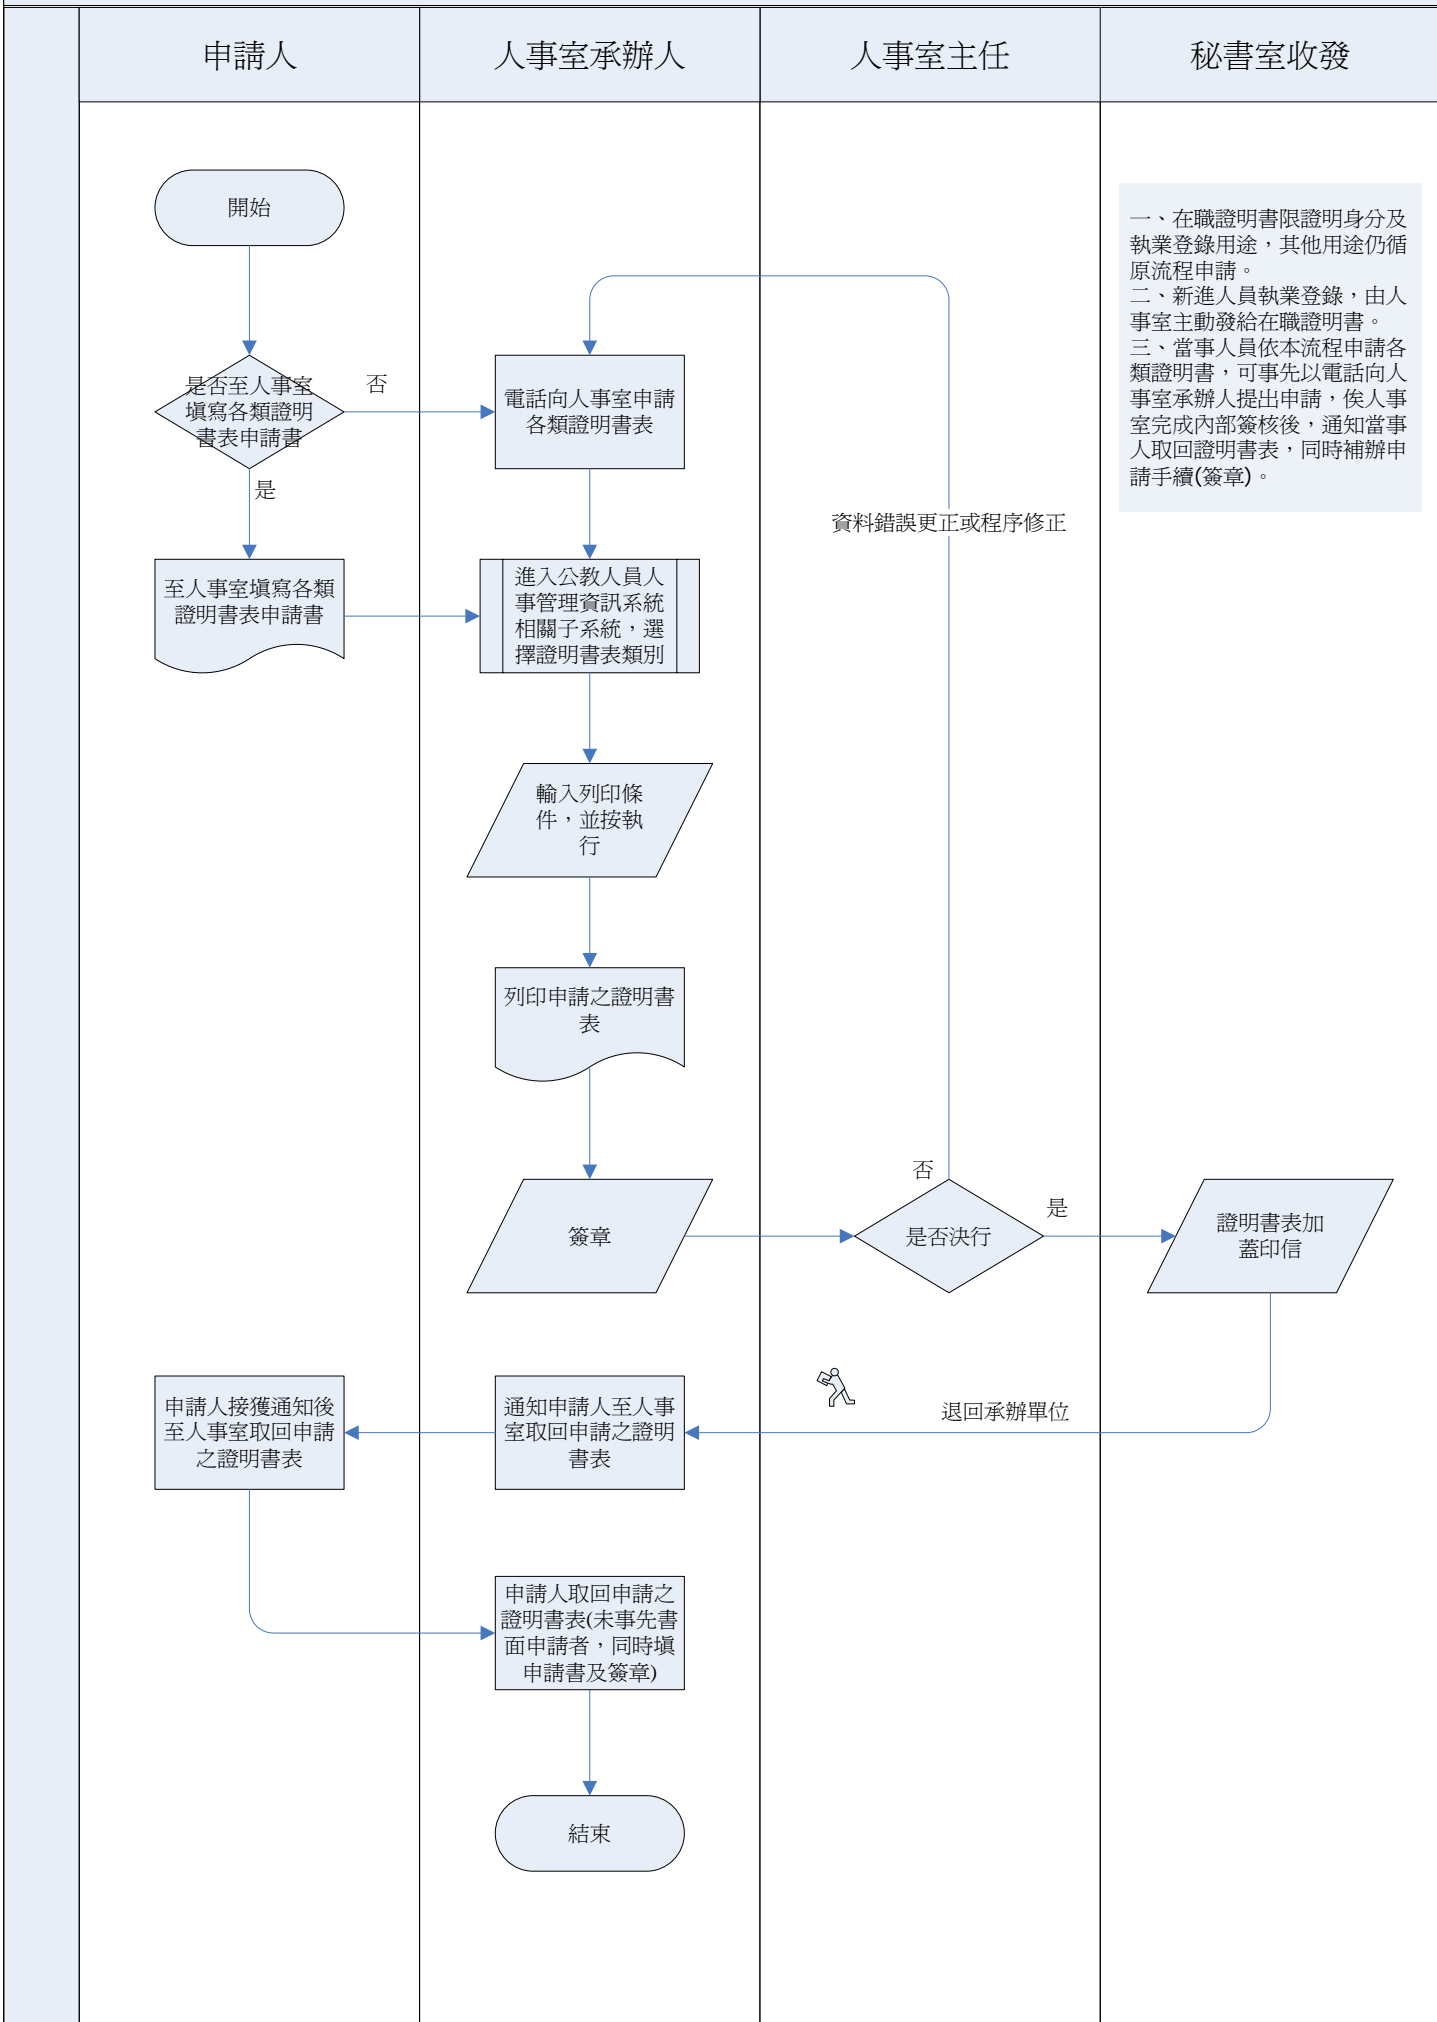 申請人
人事室承辦人
人事室主任
秘書室收發
開始
一、在職證明書限證明身分及
執業登錄用途，其他用途仍循
原流程申請。
二、新進人員執業登錄，由人
事室主動發給在職證明書。
三、當事人員依本流程申請各
類證明書，可事先以電話向人
事室承辦人提出申請，俟人事
室完成內部簽核後，通知當事
人取回證明書表，同時補辦申
請手續(簽章)。
是否至人事室
填寫各類證明
書表申請書
否
是
電話向人事室申請
各類證明書表
資料錯誤更正或程序修正
至人事室填寫各類
證明書表申請書
進入公教人員人
事管理資訊系統
相關子系統，選
擇證明書表類別
輸入列印條
件，並按執
行
列印申請之證明書
表
簽章
否
是否決行
是
證明書表加
蓋印信
退回承辦單位
通知申請人至人事
室取回申請之證明
書表
申請人接獲通知後
至人事室取回申請
之證明書表
申請人取回申請之
證明書表(未事先書
面申請者，同時填
申請書及簽章)
結束